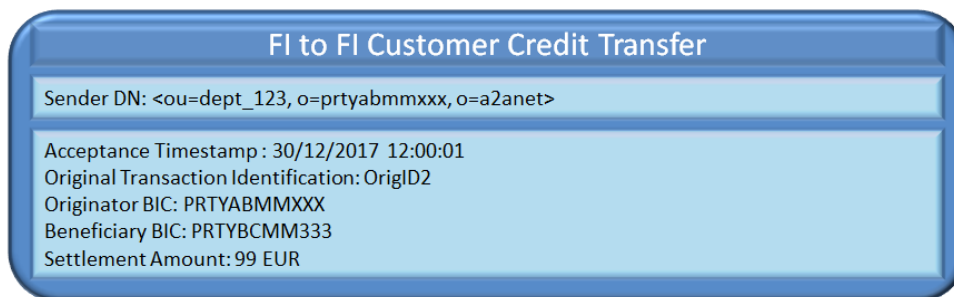 FI to FI Customer Credit Transfer
Sender DN: <ou=dept_123, o=prtyabmmxxx, o=a2anet>
Acceptance Timestamp : 30/12/2017 12:00:01
Original Transaction Identification: OrigID2
Originator BIC: PRTYABMMXXX
Beneficiary BIC: PRTYBCMM333
Settlement Amount: 99 EUR